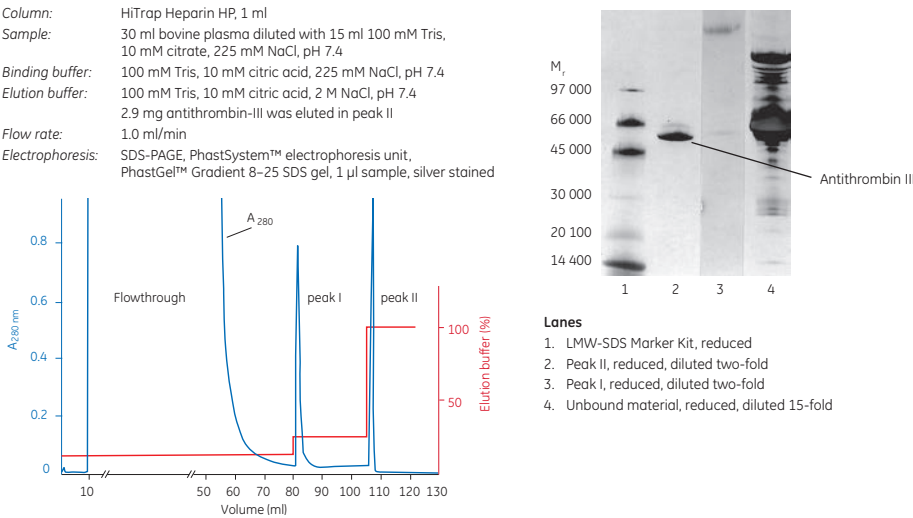 Column: HiTrap Heparin HP, 1 ml
Sample: 30 ml bovine plasma diluted with 15 ml 100 mM Tris,
10 mM citrate, 225 mM NaCl, pH 7.4
Binding buffer: 100 mM Tris, 10 mM citric acid, 225 mM NaCl, pH 7.4
Elution buffer: 100 mM Tris, 10 mM citric acid, 2 M NaCl, pH 7.4
2.9 mg antithrombin-III was eluted in peak II
Flow rate: 1.0 ml/min
Electrophoresis: SDS-PAGE, PhastSystem™ electrophoresis unit,
PhastGel™ Gradient 8–25 SDS gel, 1 µl sample, silver stained
A 280 nm
0.8
0.6
0.4
0.2
0
A 280
Flowthrough
peak I
peak II
100
50
Elution buffer (%)
10 50 60 70 80 90 100 110 120 130
Volume (ml)
Mr
97 000
66 000
45 000
30 000
20 100
14 400
Antithrombin III
1 2 3 4
Lanes
1. LMW-SDS Marker Kit, reduced
2. Peak II, reduced, diluted two-fold
3. Peak I, reduced, diluted two-fold
4. Unbound material, reduced, diluted 15-fold